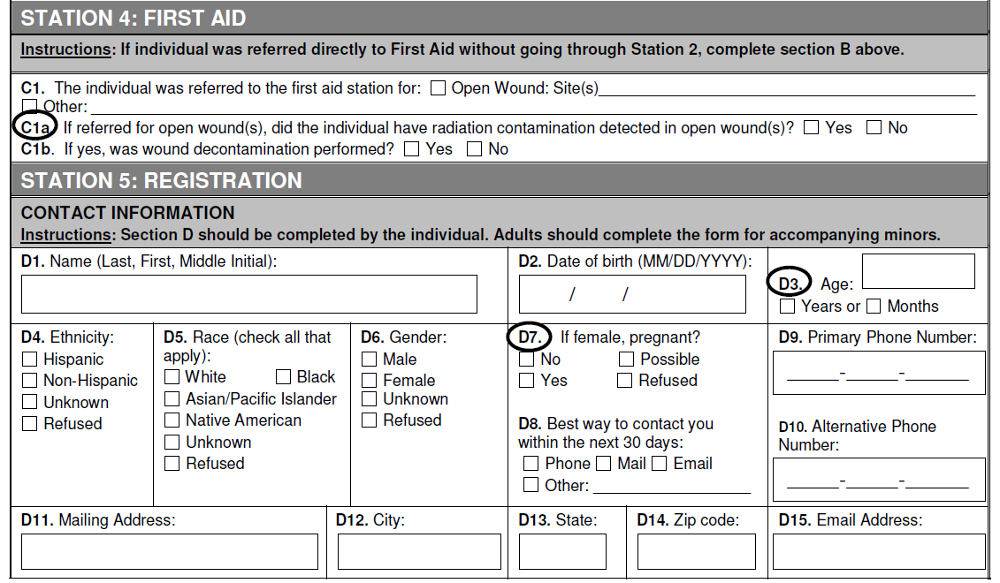 STATION 4: FIRST AID
Instructions: If individual was referred directly to First Aid without going through Station 2, complete section B above.
C1. The individual was referred to the first aid station for: ☐ Open Wound: Site(s)____
☐ Other: ____
C1a If referred for open wound(s), did the individual have radiation contamination detected in open wound(s)? ☐ Yes ☐ No
C1b. If yes, was wound decontamination performed? ☐ Yes ☐ No
STATION 5: REGISTRATION
CONTACT INFORMATION
Instructions: Section D should be completed by the individual. Adults should complete the form for accompanying minors.
D1. Name (Last, First, Middle Initial):
D2. Date of birth (MM/DD/YYYY):
/ /
D3. Age:
☐ Years or ☐ Months
D4. Ethnicity:
☐ Hispanic
☐ Non-Hispanic
☐ Unknown
☐ Refused
D5. Race (check all that
apply):
☐ White ☐ Black
☐ Asian/Pacific Islander
☐ Native American
☐ Unknown
☐ Refused
D6. Gender:
☐ Male
☐ Female
☐ Unknown
☐ Refused
D7. If female, pregnant?
☐ No ☐ Possible
☐ Yes ☐ Refused
D8. Best way to contact you
within the next 30 days:
☐ Phone ☐ Mail ☐ Email
☐ Other: ____
D9. Primary Phone Number:
____-____-____
D10. Alternative Phone
Number:
____-____-____
D11. Mailing Address:
D12. City:
D13. State:
D14. Zip code:
D15. Email Address: